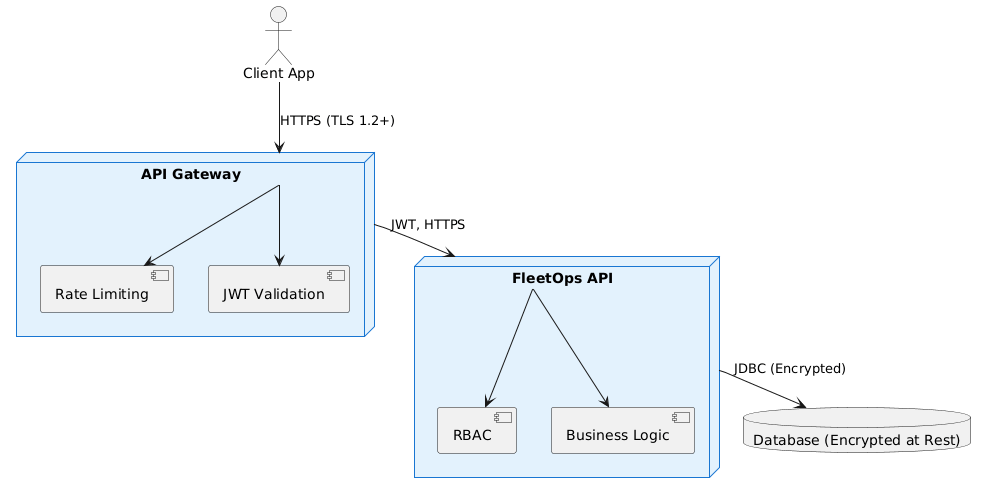 Client App
HTTPS (TLS 1.2+)
API Gateway
Rate Limiting
JWT Validation
JWT, HTTPS
FleetOps API
RBAC
Business Logic
JDBC (Encrypted)
Database (Encrypted at Rest)